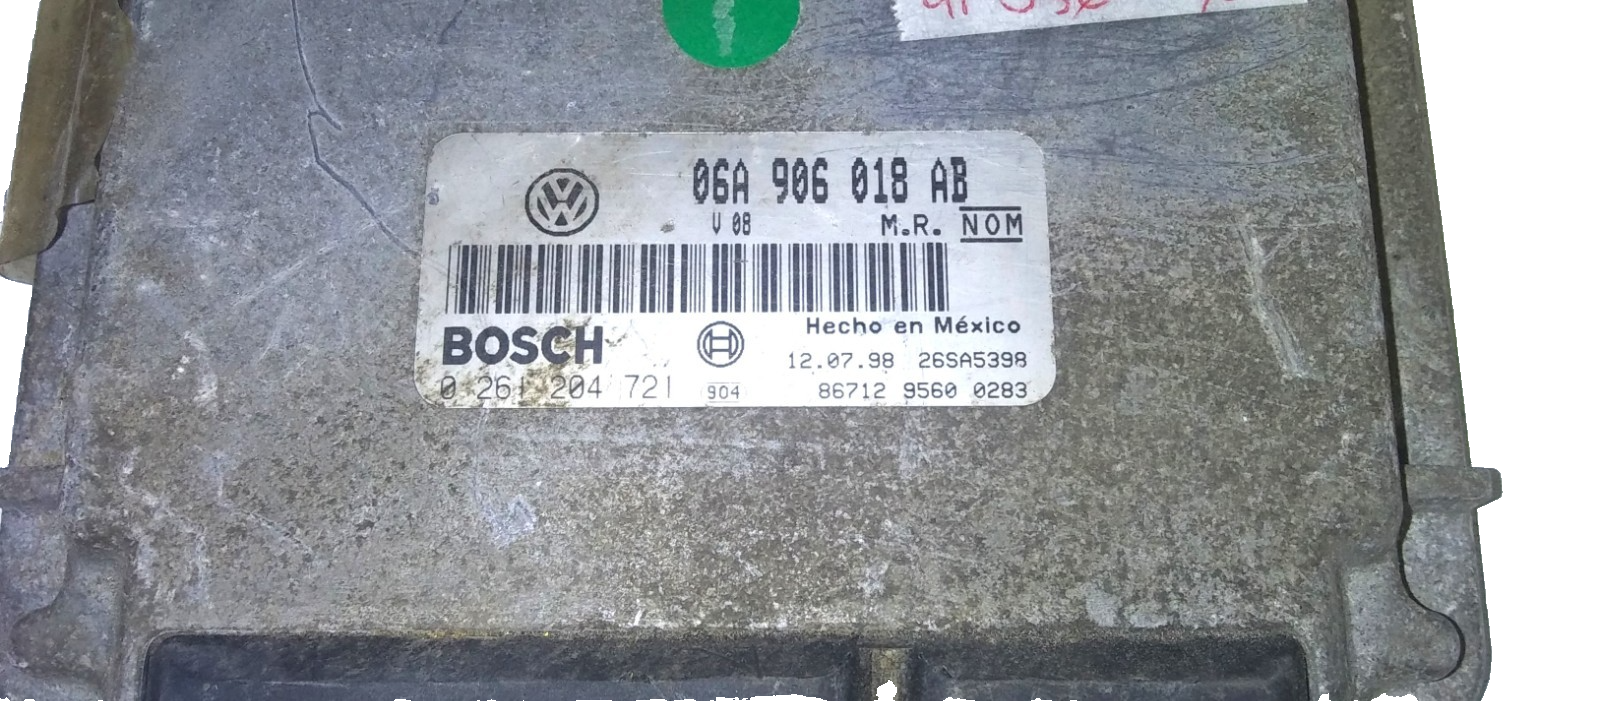 06A 906 018 AB
V 08 M.R. NOM
BOSCH Hecho en México
12.07.98 26SA5398
0 261 204 721 904 86712 9560 0283